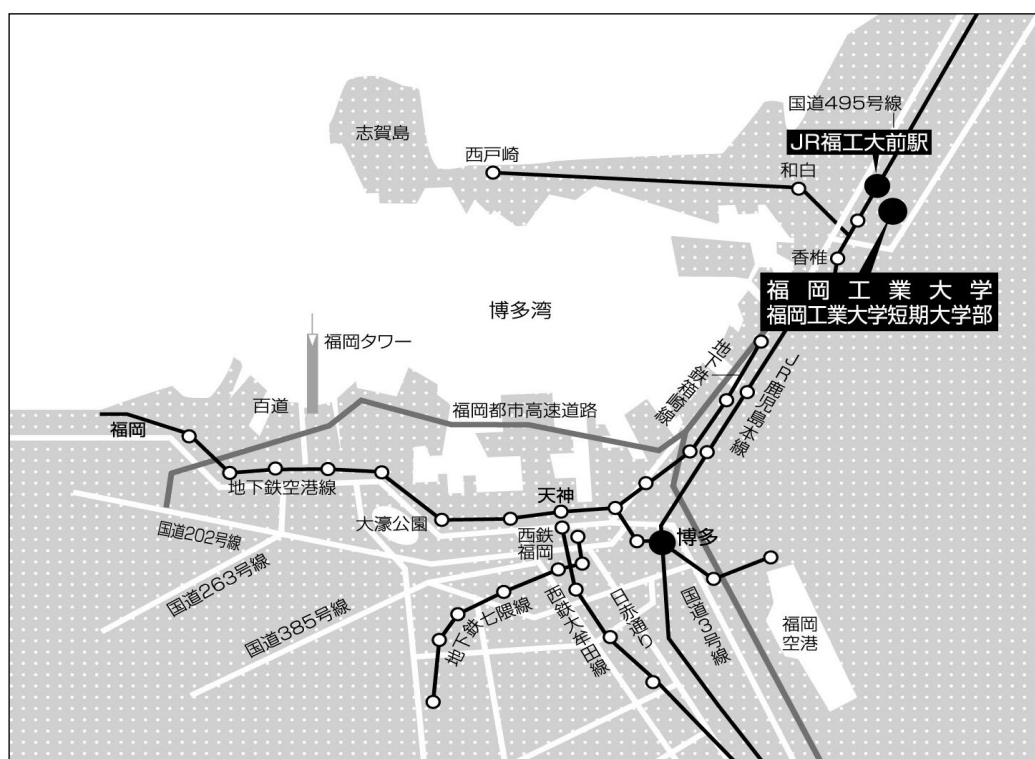 国道495号線
JR福工大前駅
志賀島
西戸崎
和白
香椎
福岡工業大学
福岡工業大学短期大学部
博多湾
福岡タワー
地下鉄箱崎線
JR鹿児島本線
百道
福岡都市高速道路
福岡
地下鉄空港線
天神
大濠公園
国道202号線
西鉄
福岡
博多
国道263号線
国道385号線
地下鉄七隈線
西鉄大牟田線
日赤通り
国道3号線
福岡
空港